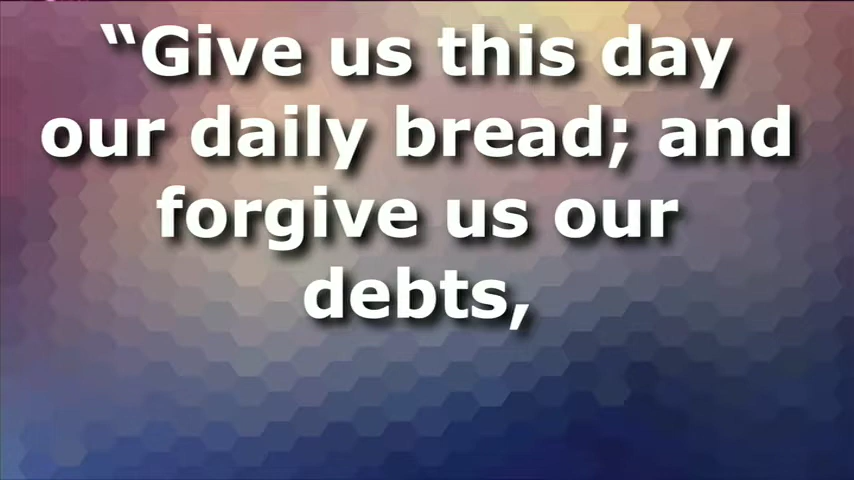 “Give us this day
our daily bread; and
forgive us our
debts,